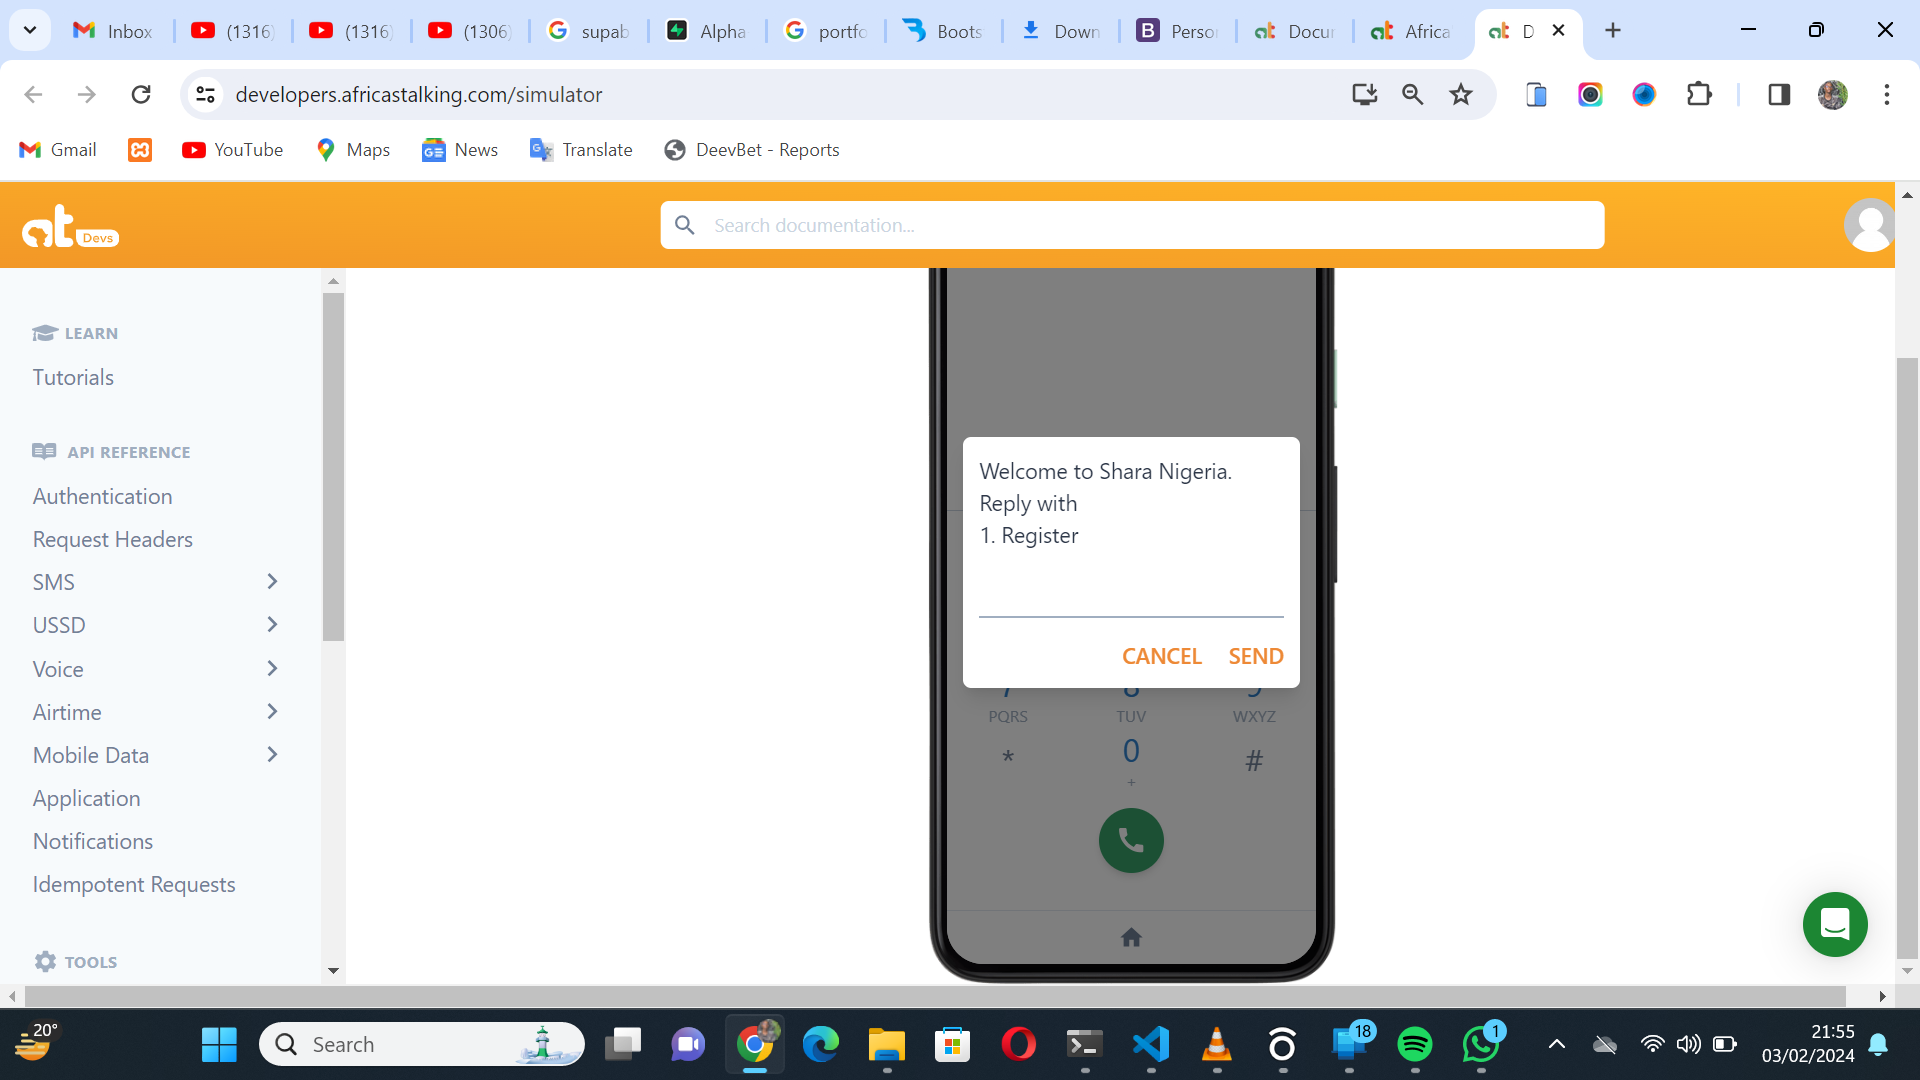 Inbox
(1316)
(1316)
(1306)
supab
Alpha
portfo
Boots
Down
Perso
Docur
Africa
D
developers.africastalking.com/simulator
Gmail
YouTube
Maps
News
Translate
DeevBet - Reports
at Devs
Search documentation...
LEARN
Tutorials
API REFERENCE
Authentication
Request Headers
SMS
USSD
Voice
Airtime
Mobile Data
Application
Notifications
Idempotent Requests
TOOLS
Welcome to Shara Nigeria.
Reply with
1. Register
CANCEL SEND
PQRS TUV WXYZ
* 0 #
+
20°
Search
18
1
21:55
03/02/2024